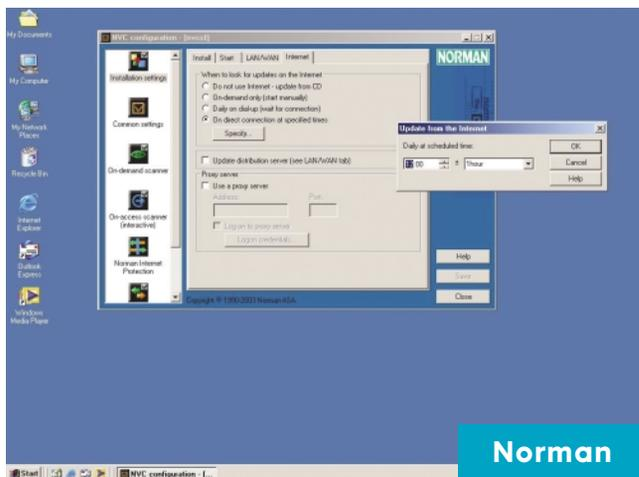 My Documents
My Computer
My Network
Places
Recycle Bin
Internet
Explorer
Outlook
Express
Windows
Media Player
NVC configuration -
Installation settings
Common settings
On-demand scanner
On-access scanner
(interactive)
Norman Internet
Protection
Install
Start
LAN/WAN
Internet
When to look for updates on the Internet
Do not use Internet - update from CD
On-demand only (start manually)
Daily on dial-up (wait for connection)
On direct connection at specified times
Specify...
Update distribution server (see LAN/WAN tab)
Proxy server
Use a proxy server
Address:
Port:
Log on to proxy server
Logon credentials...
Copyright © 1990-2003 Norman ASA
NORMAN
Help
Save
Close
Update from the Internet
Daily at scheduled time:
12:00
±
1hour
OK
Cancel
Help
Start
NVC configuration - [...
Norman